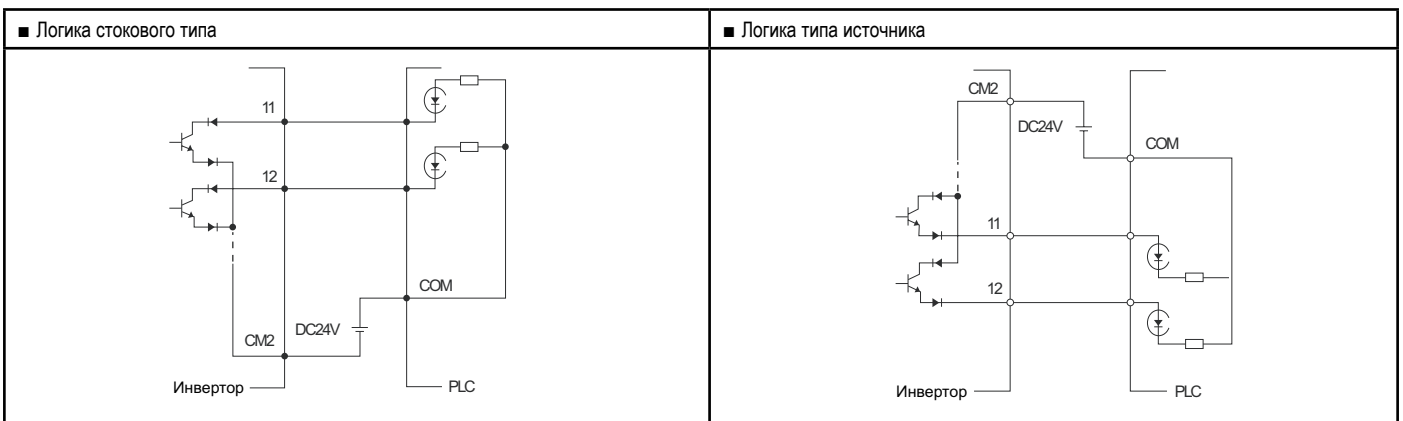 ■ Логика стокового типа
11
12
COM
DC24V
CM2
Инвертор
PLC
■ Логика типа источника
CM2
DC24V
COM
11
12
Инвертор
PLC